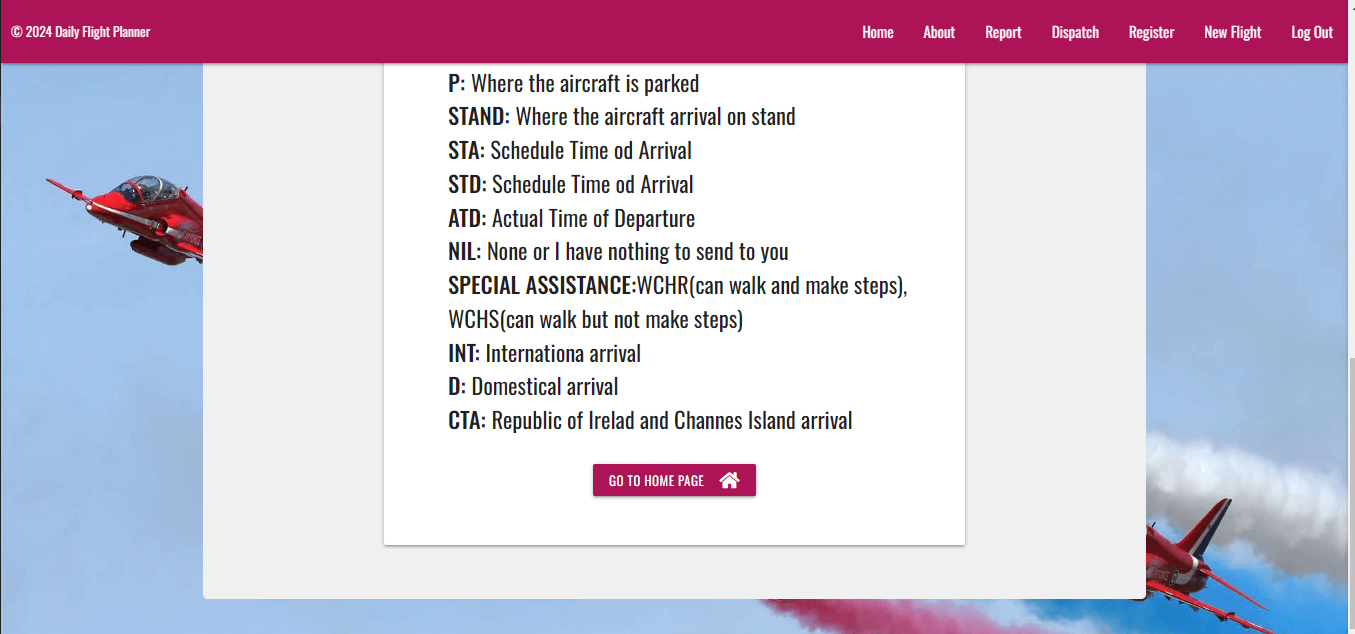 © 2024 Daily Flight Planner
Home About Report Dispatch Register New Flight Log Out
P: Where the aircraft is parked
STAND: Where the aircraft arrival on stand
STA: Schedule Time od Arrival
STD: Schedule Time od Arrival
ATD: Actual Time of Departure
NIL: None or I have nothing to send to you
SPECIAL ASSISTANCE:WCHR(can walk and make steps),
WCHS(can walk but not make steps)
INT: Internationa arrival
D: Domestical arrival
CTA: Republic of Irelad and Channes Island arrival
GO TO HOME PAGE